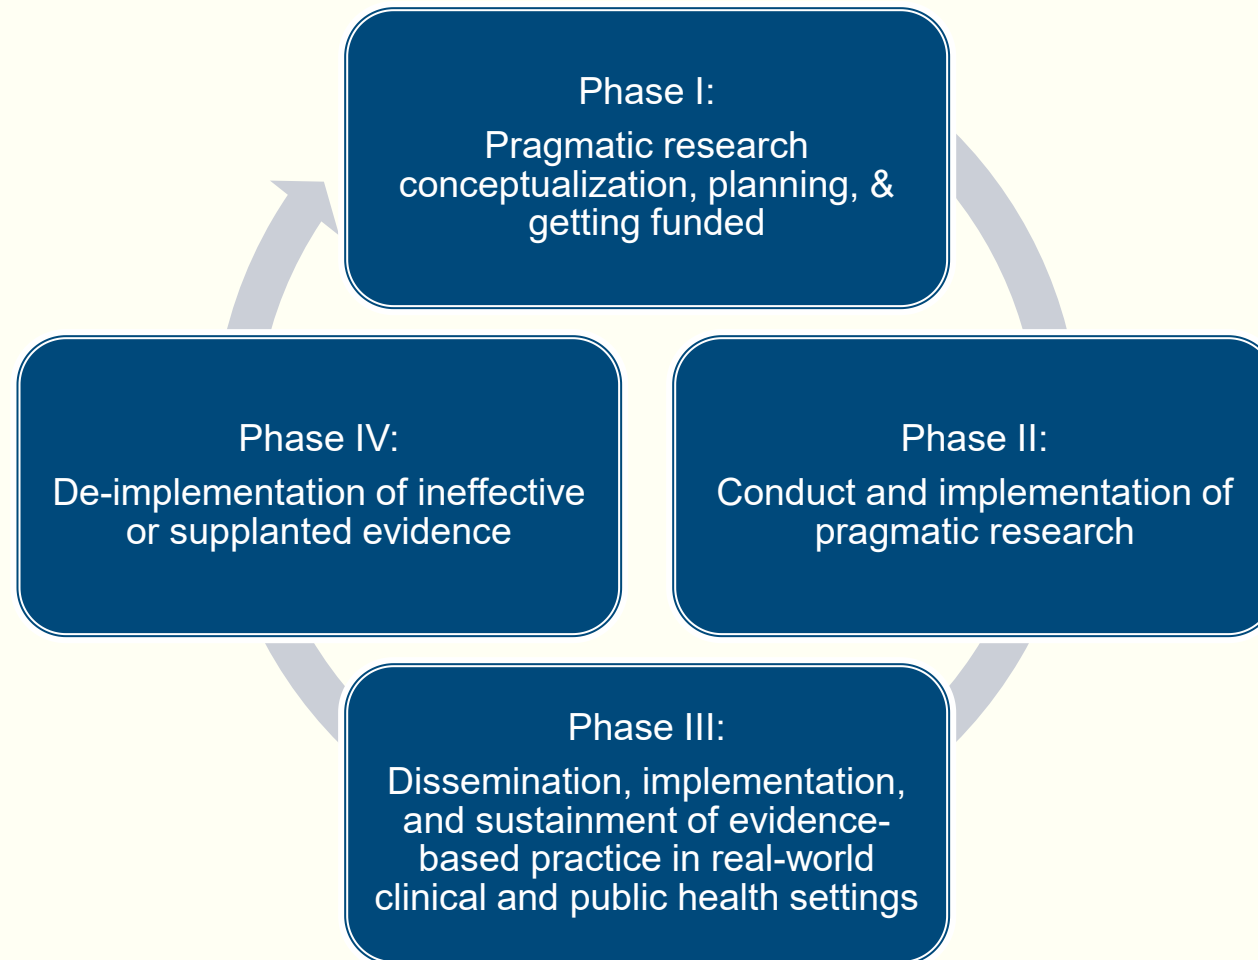 Phase I:
Pragmatic research
conceptualization, planning, &
getting funded
Phase II:
Conduct and implementation of
pragmatic research
Phase III:
Dissemination, implementation,
and sustainment of evidence-
based practice in real-world
clinical and public health settings
Phase IV:
De-implementation of ineffective
or supplanted evidence